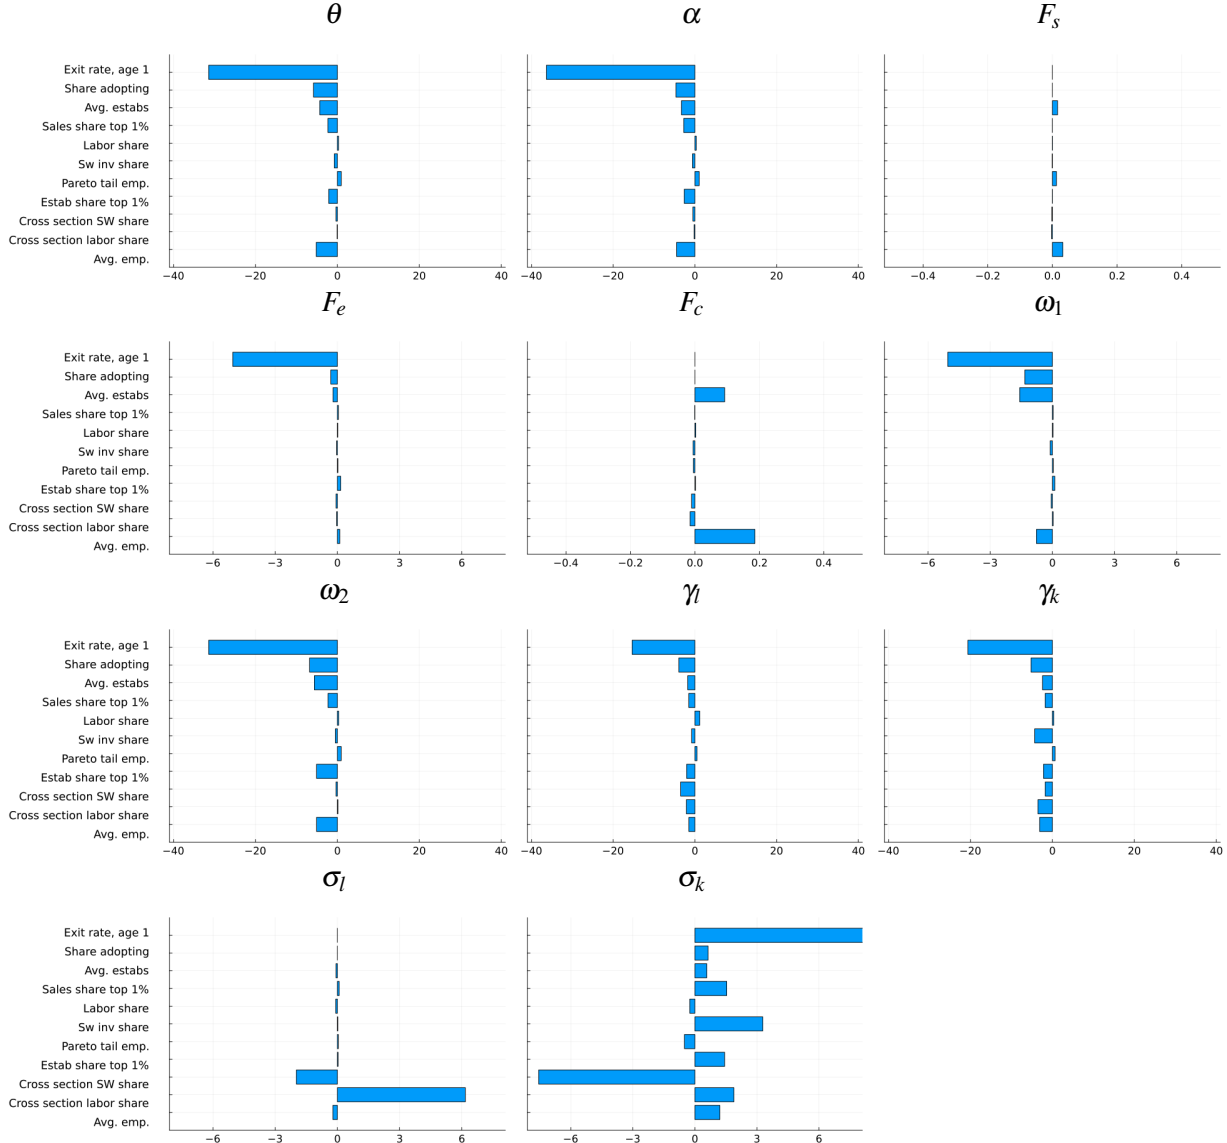 θ α F_s
Exit rate, age 1
Share adopting
Avg. estabs
Sales share top 1%
Labor share
Sw inv share
Pareto tail emp.
Estab share top 1%
Cross section SW share
Cross section labor share
Avg. emp.
−40 −20 0 20 40 −40 −20 0 20 40 −0.4 −0.2 0.0 0.2 0.4
F_e F_c ω_1
Exit rate, age 1
Share adopting
Avg. estabs
Sales share top 1%
Labor share
Sw inv share
Pareto tail emp.
Estab share top 1%
Cross section SW share
Cross section labor share
Avg. emp.
−6 −3 0 3 6 −0.4 −0.2 0.0 0.2 0.4 −6 −3 0 3 6
ω_2 γ_l γ_k
Exit rate, age 1
Share adopting
Avg. estabs
Sales share top 1%
Labor share
Sw inv share
Pareto tail emp.
Estab share top 1%
Cross section SW share
Cross section labor share
Avg. emp.
−40 −20 0 20 40 −40 −20 0 20 40 −40 −20 0 20 40
σ_l σ_k
Exit rate, age 1
Share adopting
Avg. estabs
Sales share top 1%
Labor share
Sw inv share
Pareto tail emp.
Estab share top 1%
Cross section SW share
Cross section labor share
Avg. emp.
−6 −3 0 3 6 −6 −3 0 3 6